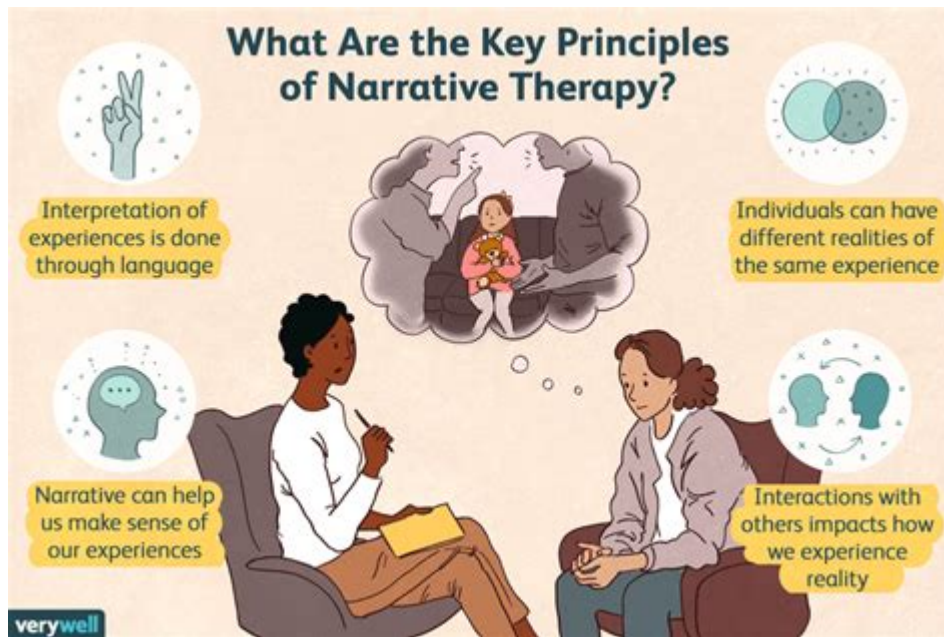 What Are the Key Principles
of Narrative Therapy?
Interpretation of
experiences is done
through language
Individuals can have
different realities of
the same experience
Narrative can help
us make sense of
our experiences
Interactions with
others impacts how
we experience
reality
verywell